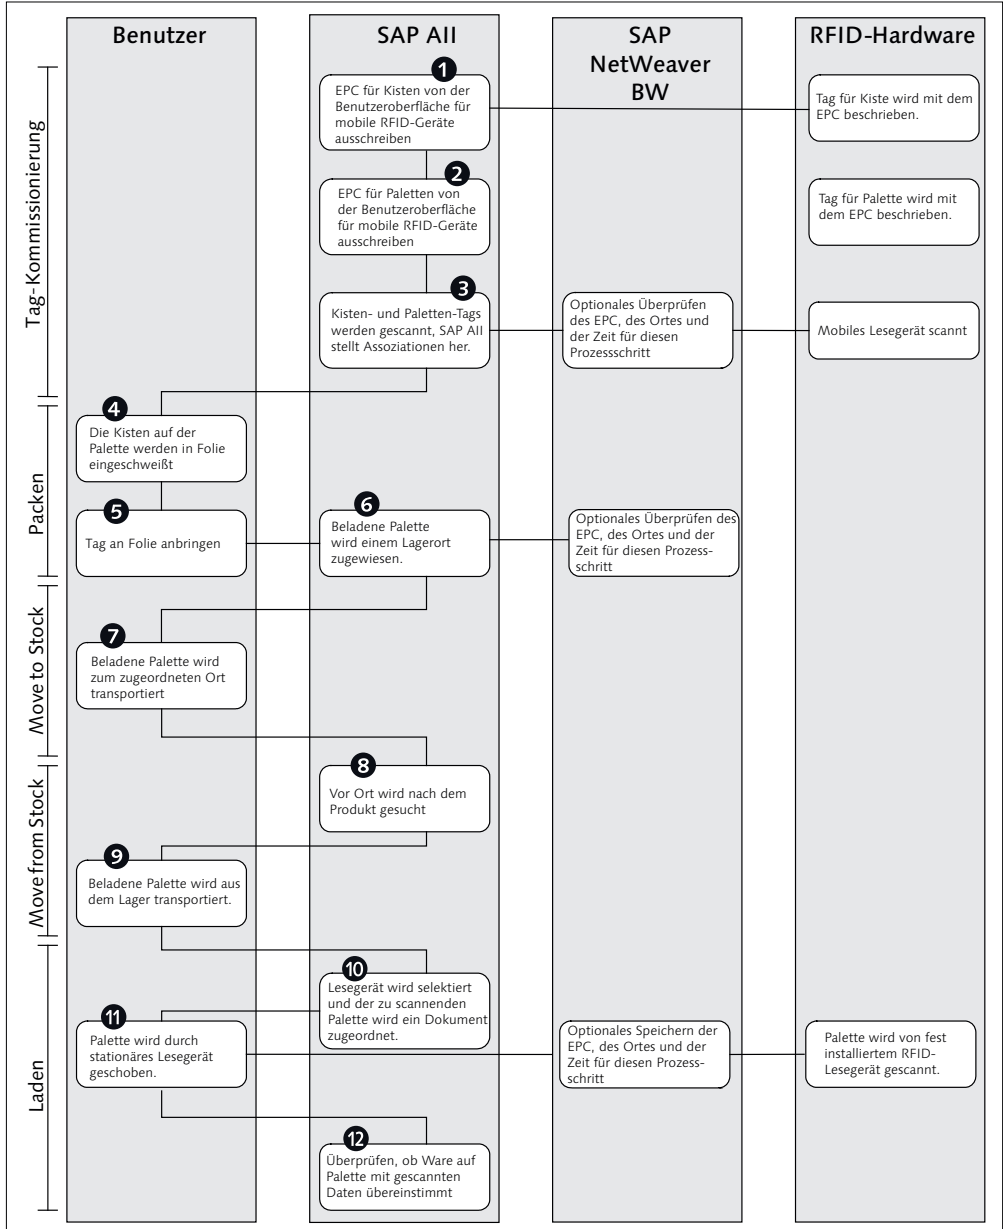 Benutzer
SAP AII
SAP
NetWeaver
BW
RFID-Hardware
Tag-Kommissionierung
1
EPC für Kisten von der
Benutzeroberfläche für
mobile RFID-Geräte
ausschreiben
Tag für Kiste wird mit dem
EPC beschrieben.
2
EPC für Paletten von
der Benutzeroberfläche
für mobile RFID-Geräte
ausschreiben
Tag für Palette wird mit
dem EPC beschrieben.
3
Kisten- und Paletten-Tags
werden gescannt, SAP AII
stellt Assoziationen her.
Optionales Überprüfen
des EPC, des Ortes und
der Zeit für diesen
Prozessschritt
Mobiles Lesegerät scannt
Packen
4
Die Kisten auf der
Palette werden in Folie
eingeschweißt
5
Tag an Folie anbringen
6
Beladene Palette
wird einem Lagerort
zugewiesen.
Optionales Überprüfen des
EPC, des Ortes und der
Zeit für diesen Prozess-
schritt
Move to Stock
7
Beladene Palette wird
zum zugeordneten Ort
transportiert
Move from Stock
8
Vor Ort wird nach dem
Produkt gesucht
9
Beladene Palette wird aus
dem Lager transportiert.
Laden
10
Lesegerät wird selektiert
und der zu scannenden
Palette wird ein Dokument
zugeordnet.
11
Palette wird durch
stationäres Lesegerät
geschoben.
Optionales Speichern der
EPC, des Ortes und der
Zeit für diesen Prozess-
schritt
Palette wird von fest
installiertem RFID-
Lesegerät gescannt.
12
Überprüfen, ob Ware auf
Palette mit gescannten
Daten übereinstimmt